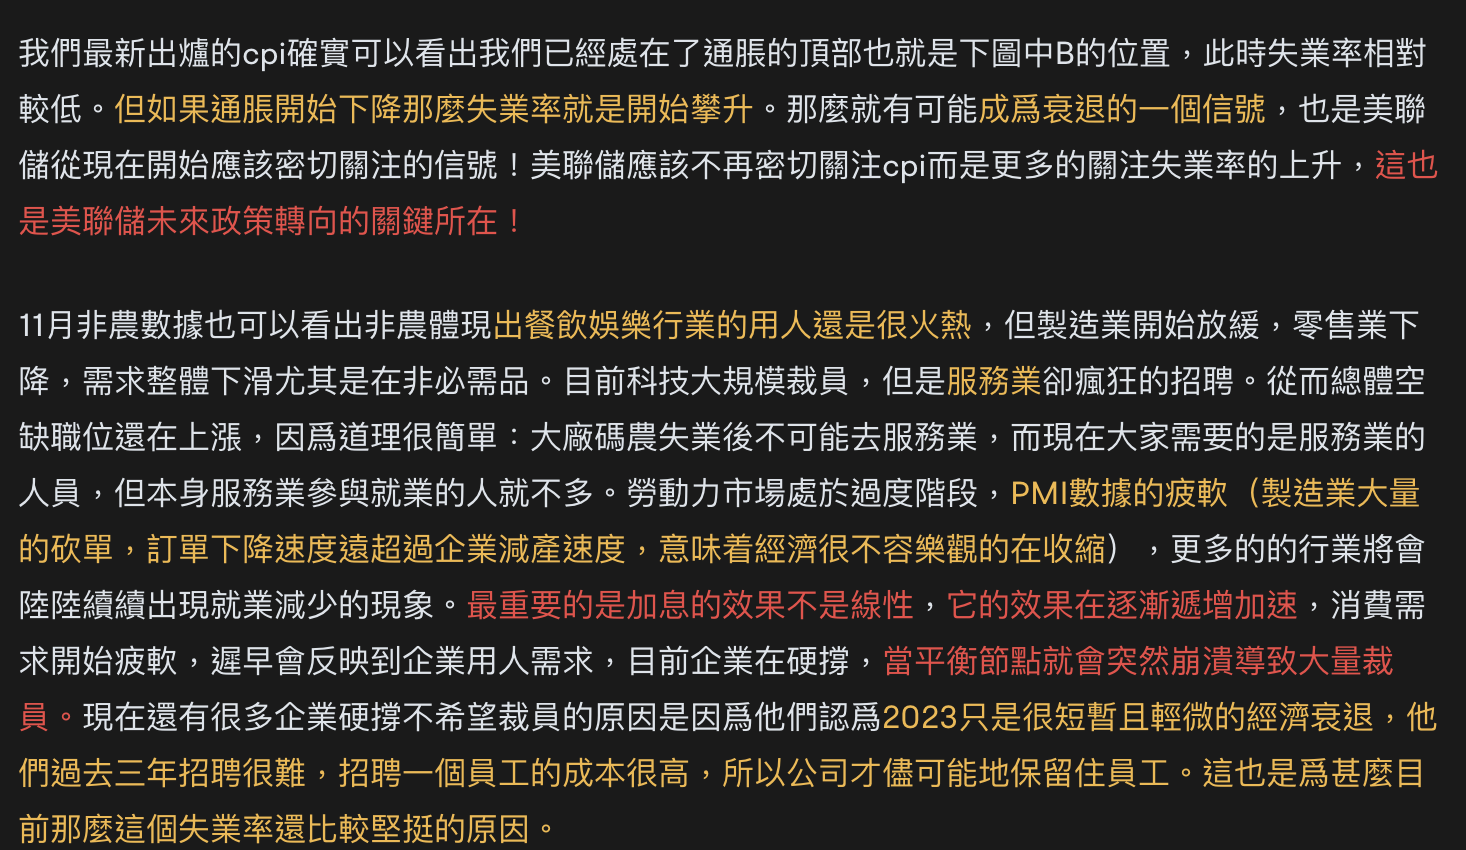 我們最新出爐的cpi確實可以看出我們已經處在了通脹的頂部也就是下圖中B的位置，此時失業率相對
較低。但如果通脹開始下降那麼失業率就是開始攀升。那麼就有可能成爲衰退的一個信號，也是美聯
儲從現在開始應該密切關注的信號！美聯儲應該不再密切關注cpi而是更多的關注失業率的上升，這也
是美聯儲未來政策轉向的關鍵所在！
11月非農數據也可以看出非農體現出餐飲娛樂行業的用人還是很火熱，但製造業開始放緩，零售業下
降，需求整體下滑尤其是在非必需品。目前科技大規模裁員，但是服務業卻瘋狂的招聘。從而總體空
缺職位還在上漲，因爲道理很簡單：大廠碼農失業後不可能去服務業，而現在大家需要的是服務業的
人員，但本身服務業參與就業的人就不多。勞動力市場處於過度階段，PMI數據的疲軟（製造業大量
的砍單，訂單下降速度遠超過企業減產速度，意味着經濟很不容樂觀的在收縮），更多的的行業將會
陸陸續續出現就業減少的現象。最重要的是加息的效果不是線性，它的效果在逐漸遞增加速，消費需
求開始疲軟，遲早會反映到企業用人需求，目前企業在硬撐，當平衡節點就會突然崩潰導致大量裁
員。現在還有很多企業硬撐不希望裁員的原因是因爲他們認爲2023只是很短暫且輕微的經濟衰退，他
們過去三年招聘很難，招聘一個員工的成本很高，所以公司才儘可能地保留住員工。這也是爲甚麼目
前那麼這個失業率還比較堅挺的原因。